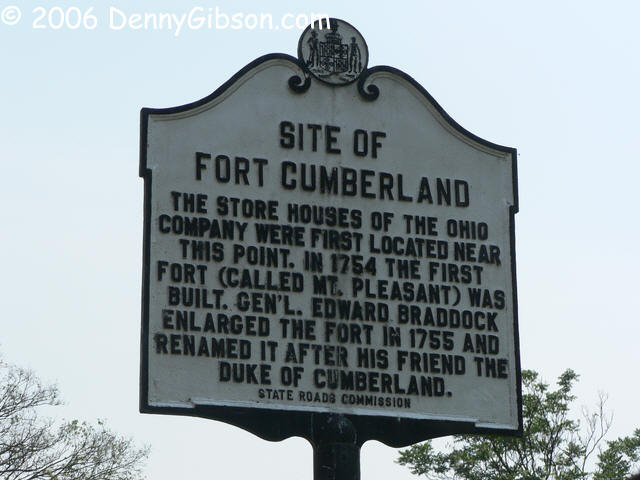 © 2006 DennyGibson.com
SITE OF
FORT CUMBERLAND
THE STORE HOUSES OF THE OHIO
COMPANY WERE FIRST LOCATED NEAR
THIS POINT. IN 1754 THE FIRST
FORT (CALLED MT. PLEASANT) WAS
BUILT. GEN'L. EDWARD BRADDOCK
ENLARGED THE FORT IN 1755 AND
RENAMED IT AFTER HIS FRIEND THE
DUKE OF CUMBERLAND.
STATE ROADS COMMISSION